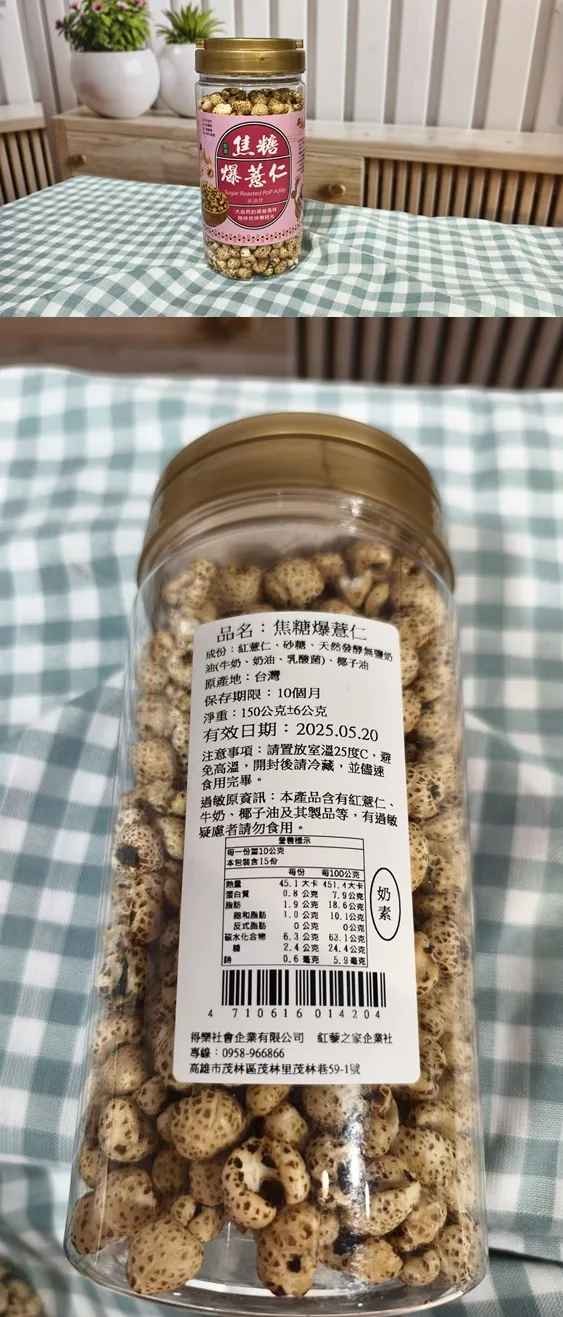 焦糖
爆薏仁
Sugar Roasted PoP Adlay
品名：焦糖爆薏仁
成份：紅薏仁、砂糖、天然發酵無鹽奶
油(牛奶、奶油、乳酸菌)、椰子油
原產地：台灣
保存期限：10個月
淨重：150公克±6公克
有效日期：2025.05.20
注意事項：請置放室溫25度C，避
免高溫，開封後請冷藏，並儘速
食用完畢。
過敏原資訊：本產品含有紅薏仁、
牛奶、椰子油及其製品等，有過敏
疑慮者請勿食用。
營養標示
每一份量10公克
本包裝含15份
每份 每100公克
熱量 45.1 大卡 451.4大卡
蛋白質 0.8 公克 7.9公克
脂肪 1.9 公克 18.6公克
飽和脂肪 1.0 公克 10.1公克
反式脂肪 0 公克 0公克
碳水化合物 6.3 公克 63.1公克
糖 2.4 公克 24.4公克
鈉 0.6 毫克 5.9毫克
奶素
4 710616 014204
得樂社會企業有限公司 紅藜之家企業社
專線：0958-966866
高雄市茂林區茂林里茂林巷59-1號